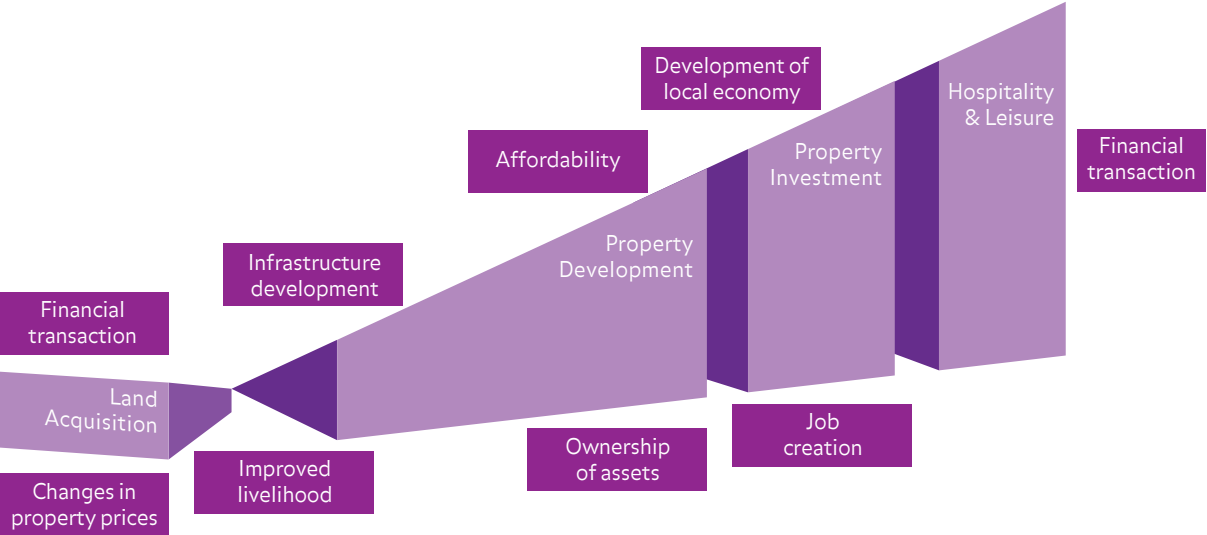 Financial
transaction
Land
Acquisition
Changes in
property prices
Infrastructure
development
Improved
livelihood
Affordability
Property
Development
Ownership
of assets
Development of
local economy
Property
Investment
Job
creation
Hospitality
& Leisure
Financial
transaction